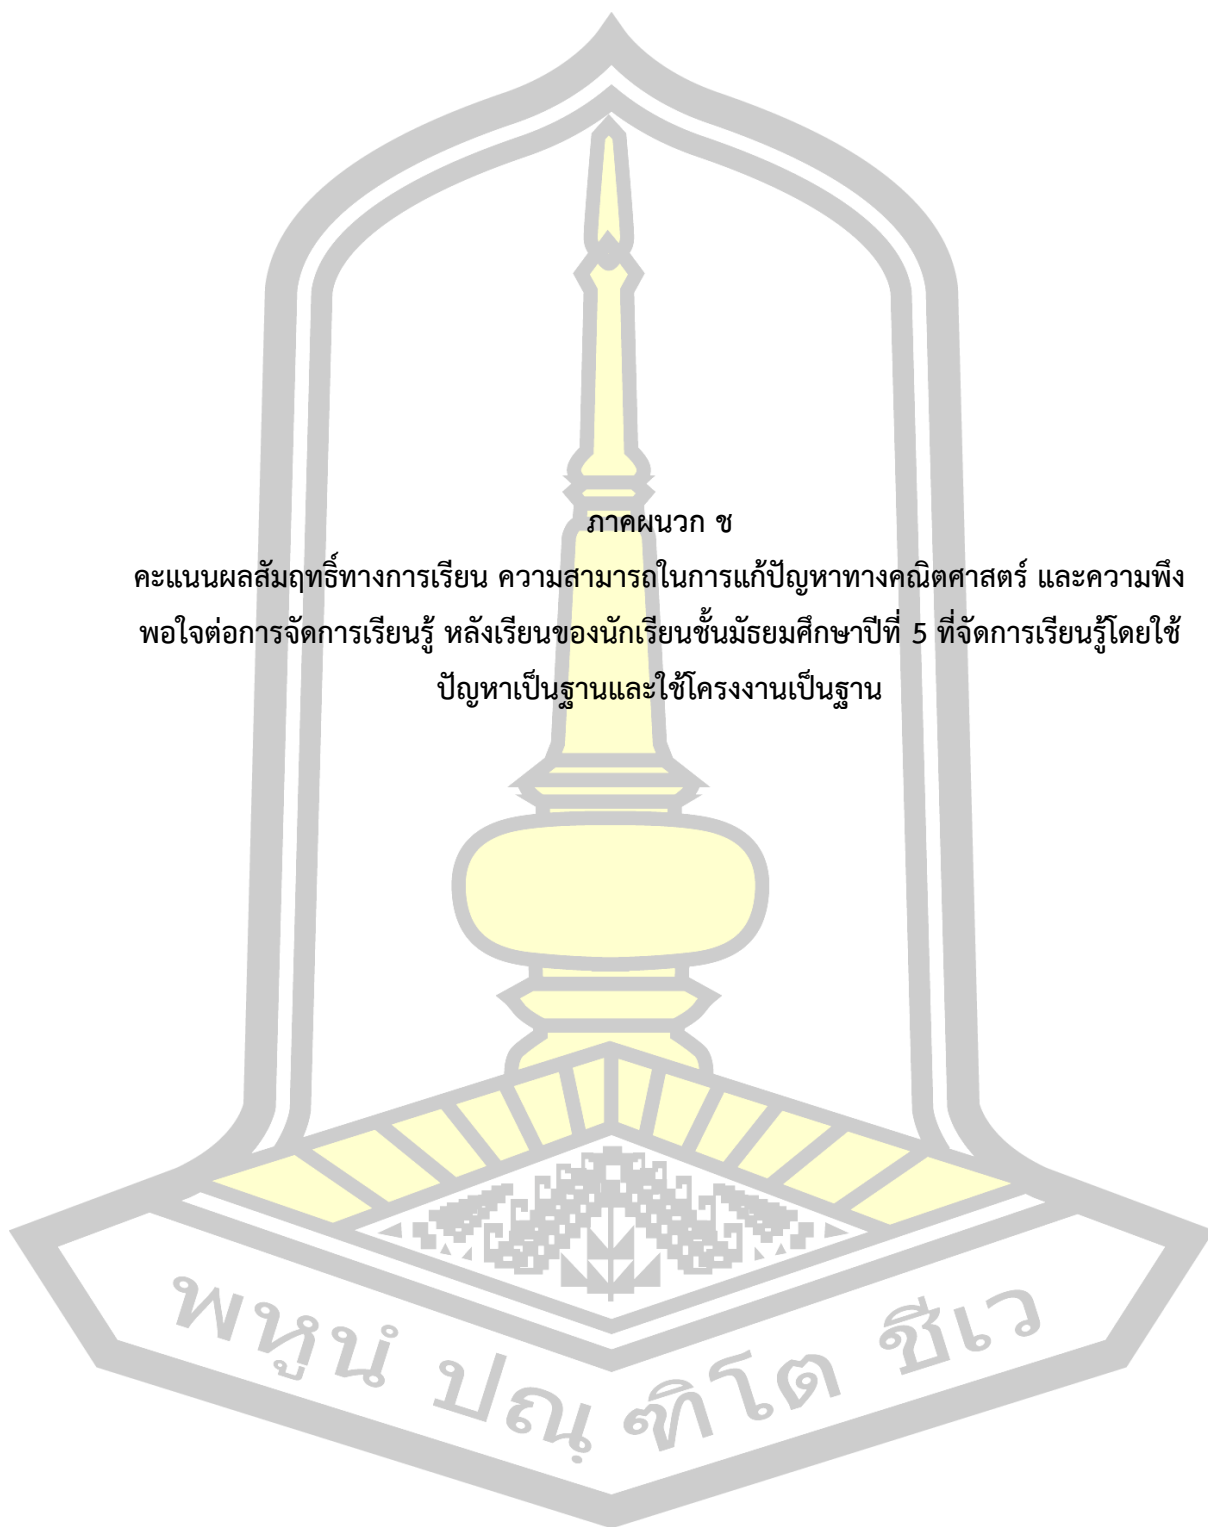 ภาคผนวก ช
คะแนนผลสัมฤทธิ์ทางการเรียน ความสามารถในการแก้ปัญหาทางคณิตศาสตร์ และความพึง
พอใจต่อการจัดการเรียนรู้ หลังเรียนของนักเรียนชั้นมัธยมศึกษาปีที่ 5 ที่จัดการเรียนรู้โดยใช้
ปัญหาเป็นฐานและใช้โครงงานเป็นฐาน
พหูนํ ปณฺฑิโต ชีเว